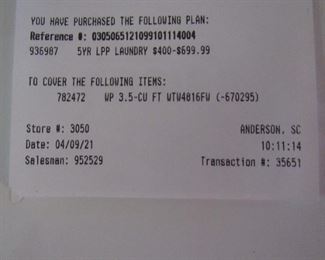 YOU HAVE PURCHASED THE FOLLOWING PLAN:
Reference #: 0305065121099101114004
936987 5YR LPP LAUNDRY $400-$699.99
TO COVER THE FOLLOWING ITEMS:
782472 WP 3.5-CU FT WTW4816FW (-670295)
Store #: 3050 ANDERSON, SC
Date: 04/09/21 10:11:14
Salesman: 952529 Transaction #: 35651